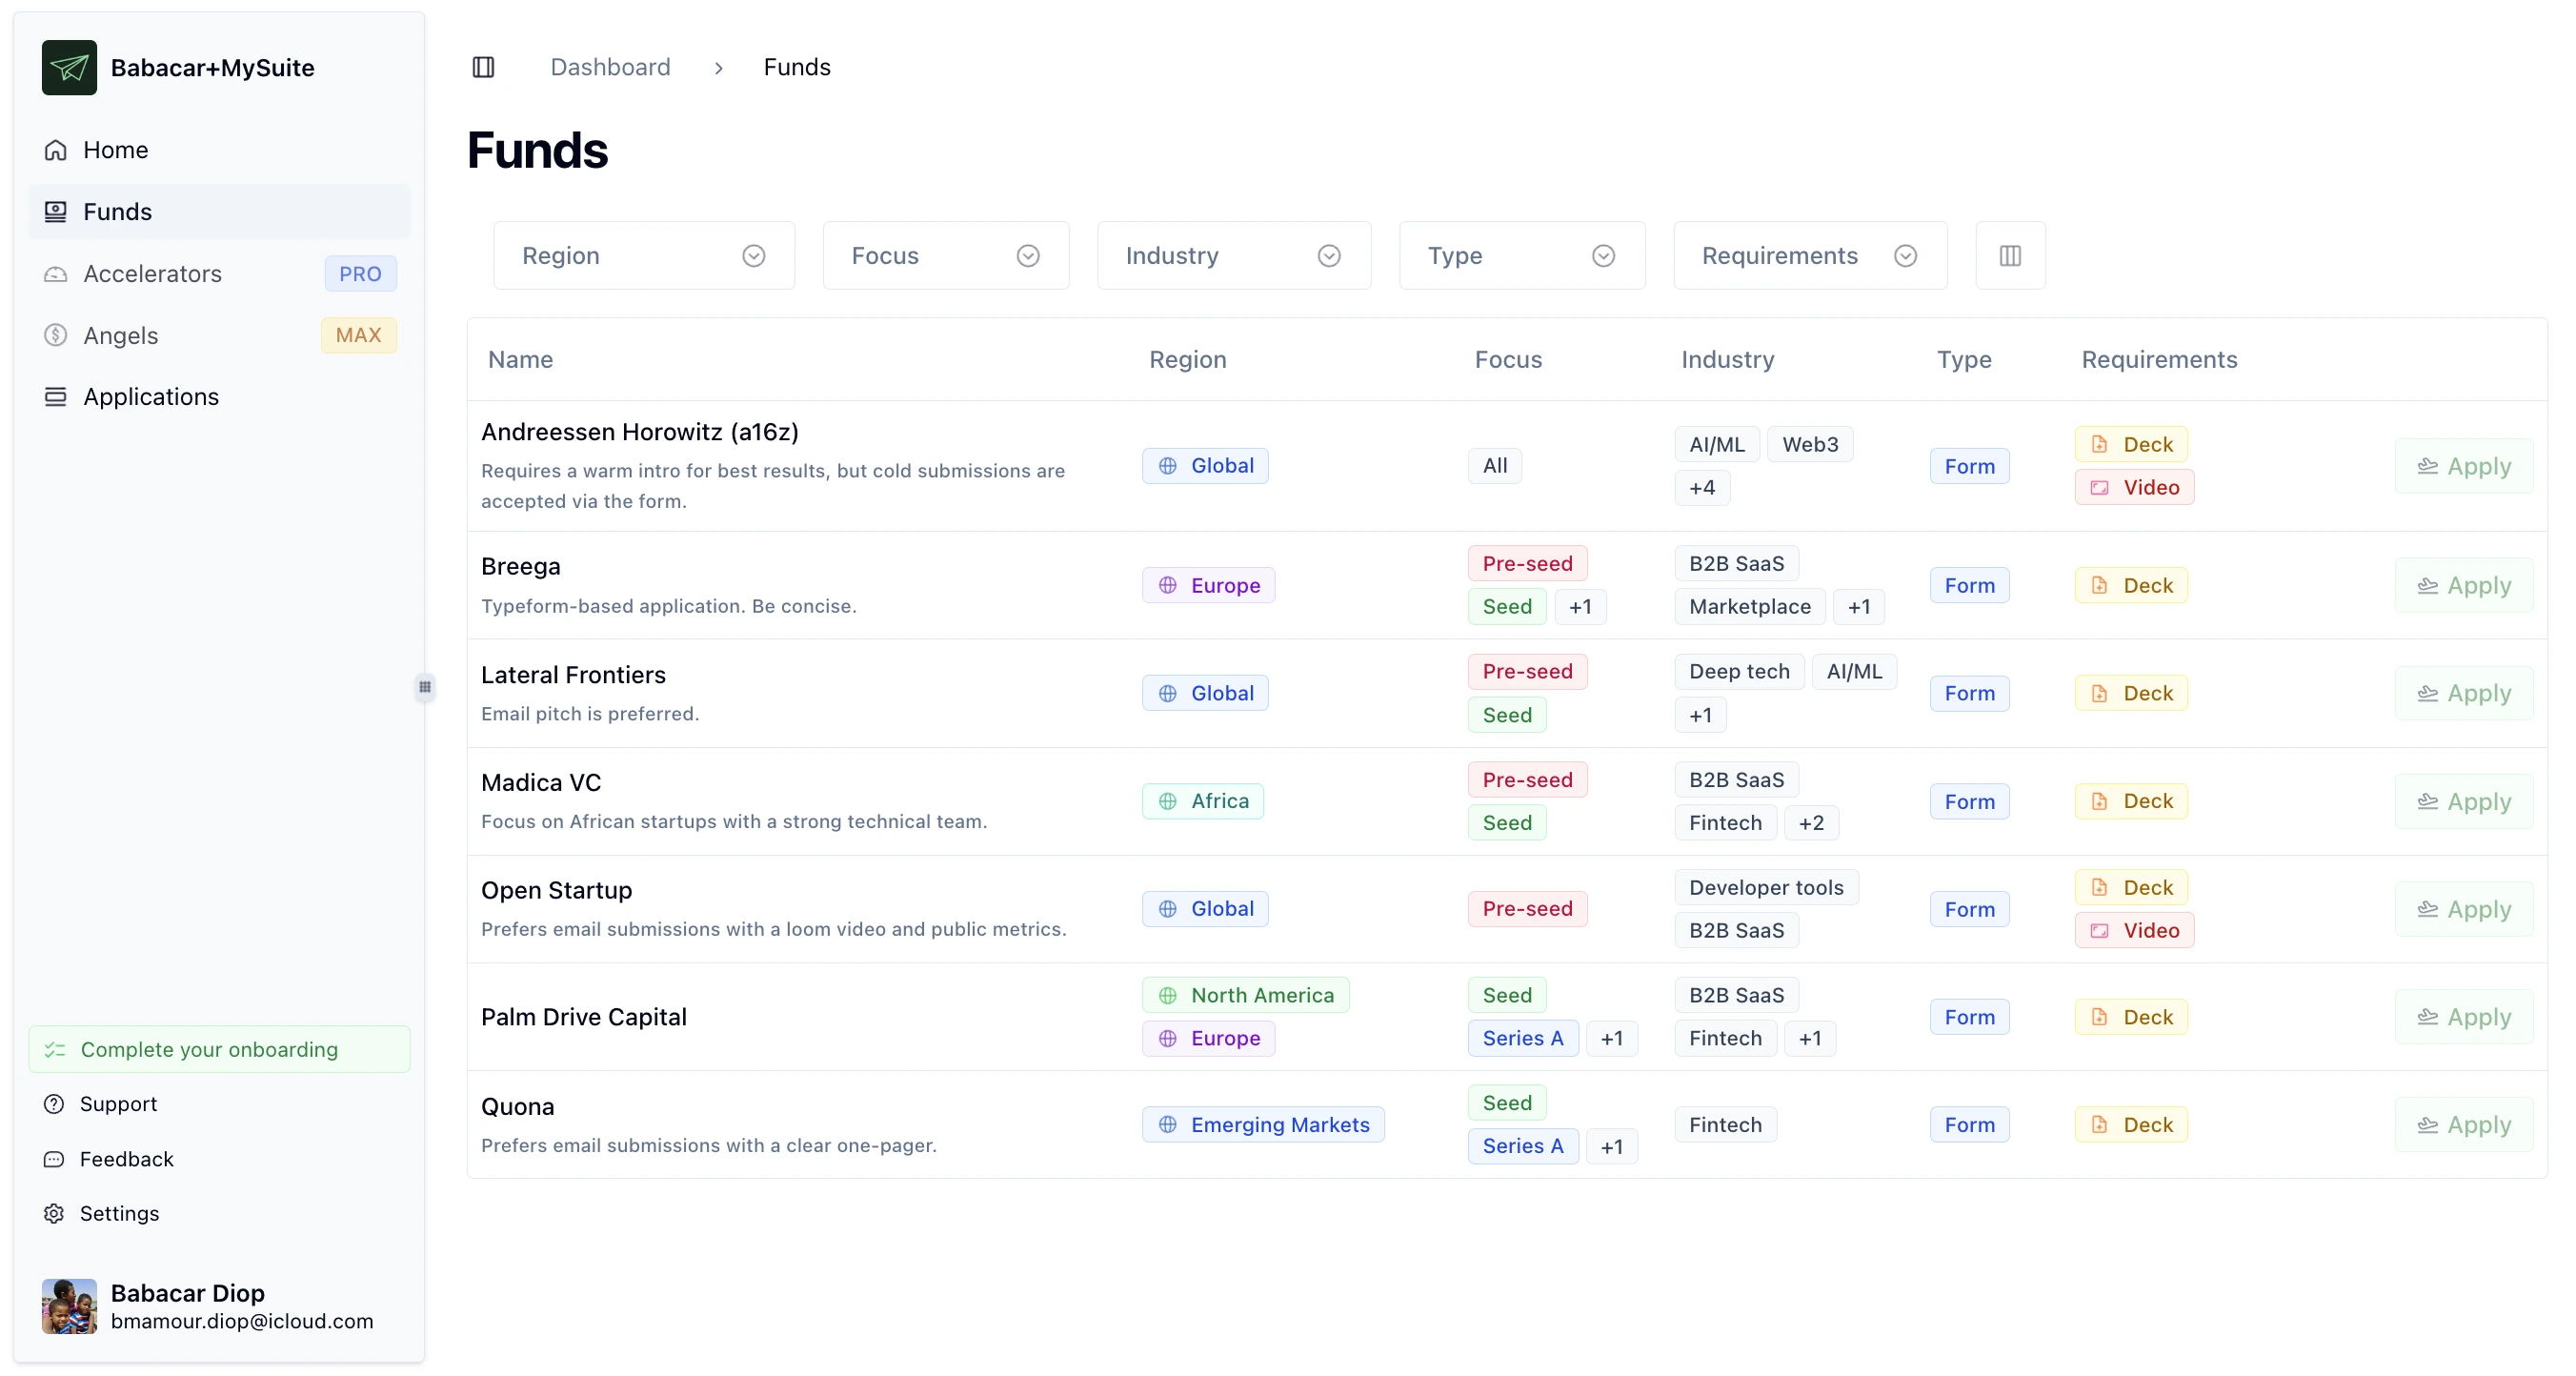 Babacar+MySuite
Home
Funds
Accelerators PRO
Angels MAX
Applications
Complete your onboarding
Support
Feedback
Settings
Babacar Diop
bmamour.diop@icloud.com
Dashboard > Funds
Funds
Region Focus Industry Type Requirements
Name Region Focus Industry Type Requirements
Andreessen Horowitz (a16z)
Requires a warm intro for best results, but cold submissions are
accepted via the form.
Global
All
AI/ML Web3
+4
Form
Deck
Video
Apply
Breega
Typeform-based application. Be concise.
Europe
Pre-seed
Seed +1
B2B SaaS
Marketplace +1
Form
Deck
Apply
Lateral Frontiers
Email pitch is preferred.
Global
Pre-seed
Seed
Deep tech AI/ML
+1
Form
Deck
Apply
Madica VC
Focus on African startups with a strong technical team.
Africa
Pre-seed
Seed
B2B SaaS
Fintech +2
Form
Deck
Apply
Open Startup
Prefers email submissions with a loom video and public metrics.
Global
Pre-seed
Developer tools
B2B SaaS
Form
Deck
Video
Apply
Palm Drive Capital
North America
Europe
Seed
Series A +1
B2B SaaS
Fintech +1
Form
Deck
Apply
Quona
Prefers email submissions with a clear one-pager.
Emerging Markets
Seed
Series A +1
Fintech
Form
Deck
Apply